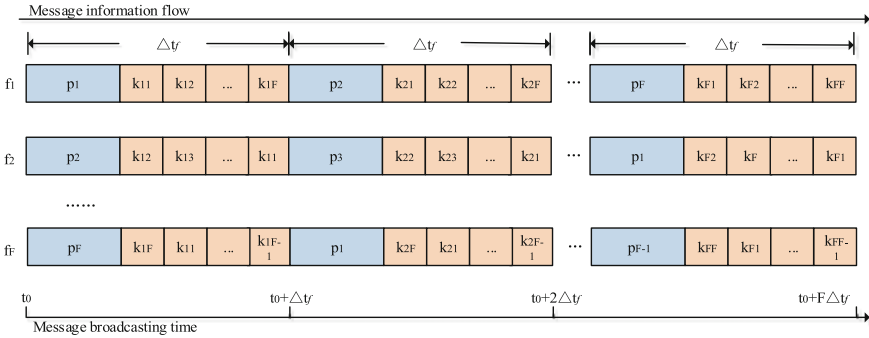 Message information flow
△tf △tf △tf
f1 p1 k11 k12 ... k1F p2 k21 k22 ... k2F ... pF kF1 kF2 ... kFF
f2 p2 k12 k13 ... k11 p3 k22 k23 ... k21 ... p1 kF2 kF ... kF1
......
fF pF k1F k11 ... k1F-1 p1 k2F k21 ... k2F-1 ... pF-1 kFF kF1 ... kFF-1
t0 t0+△tf t0+2△tf t0+F△tf
Message broadcasting time